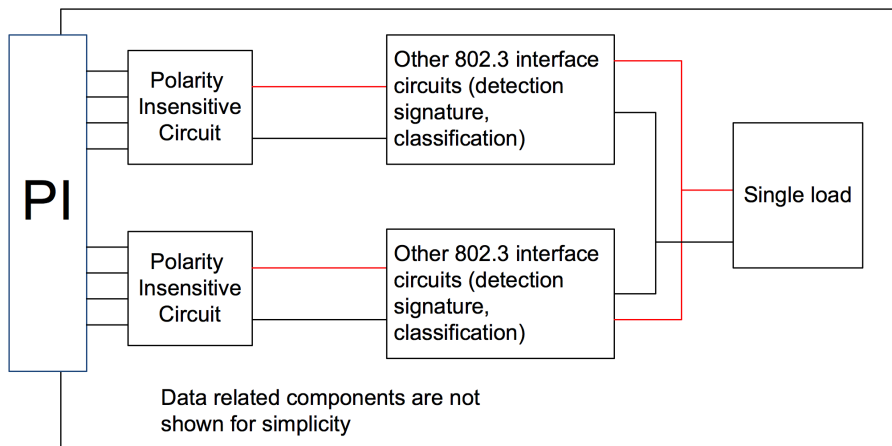 PI
Polarity
Insensitive
Circuit
Other 802.3 interface
circuits (detection
signature,
classification)
Single load
Polarity
Insensitive
Circuit
Other 802.3 interface
circuits (detection
signature,
classification)
Data related components are not
shown for simplicity